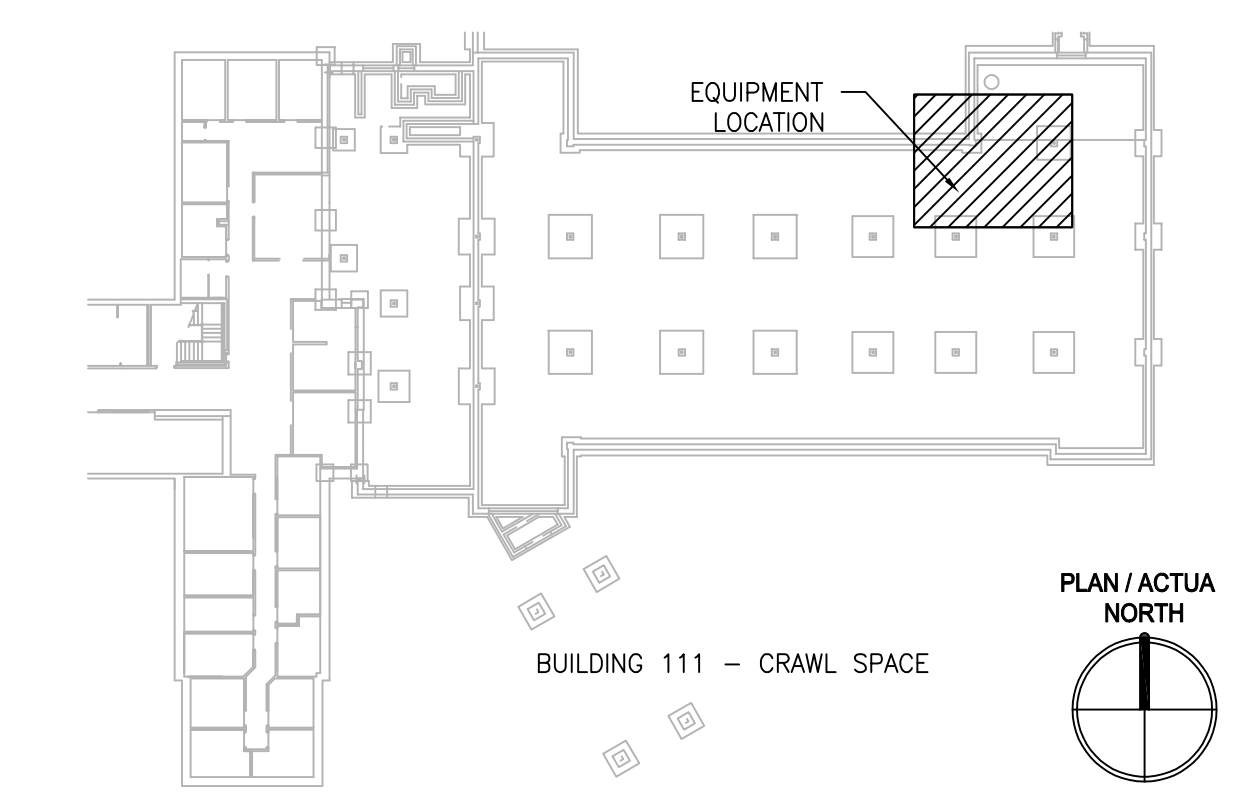 EQUIPMENT
LOCATION
PLAN / ACTUA
NORTH
BUILDING 111 – CRAWL SPACE